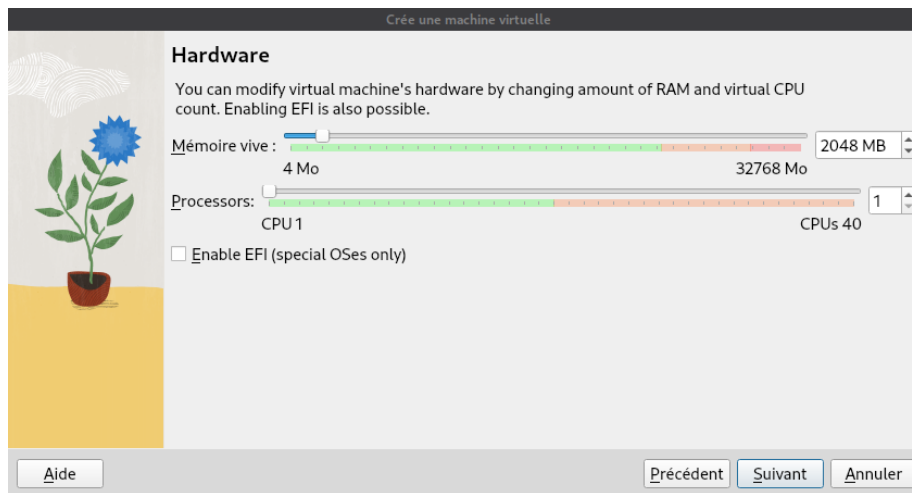 Crée une machine virtuelle
Hardware
You can modify virtual machine's hardware by changing amount of RAM and virtual CPU
count. Enabling EFI is also possible.
Mémoire vive : 2048 MB
4 Mo 32768 Mo
Processors: 1
CPU 1 CPUs 40
Enable EFI (special OSes only)
Aide Précédent Suivant Annuler